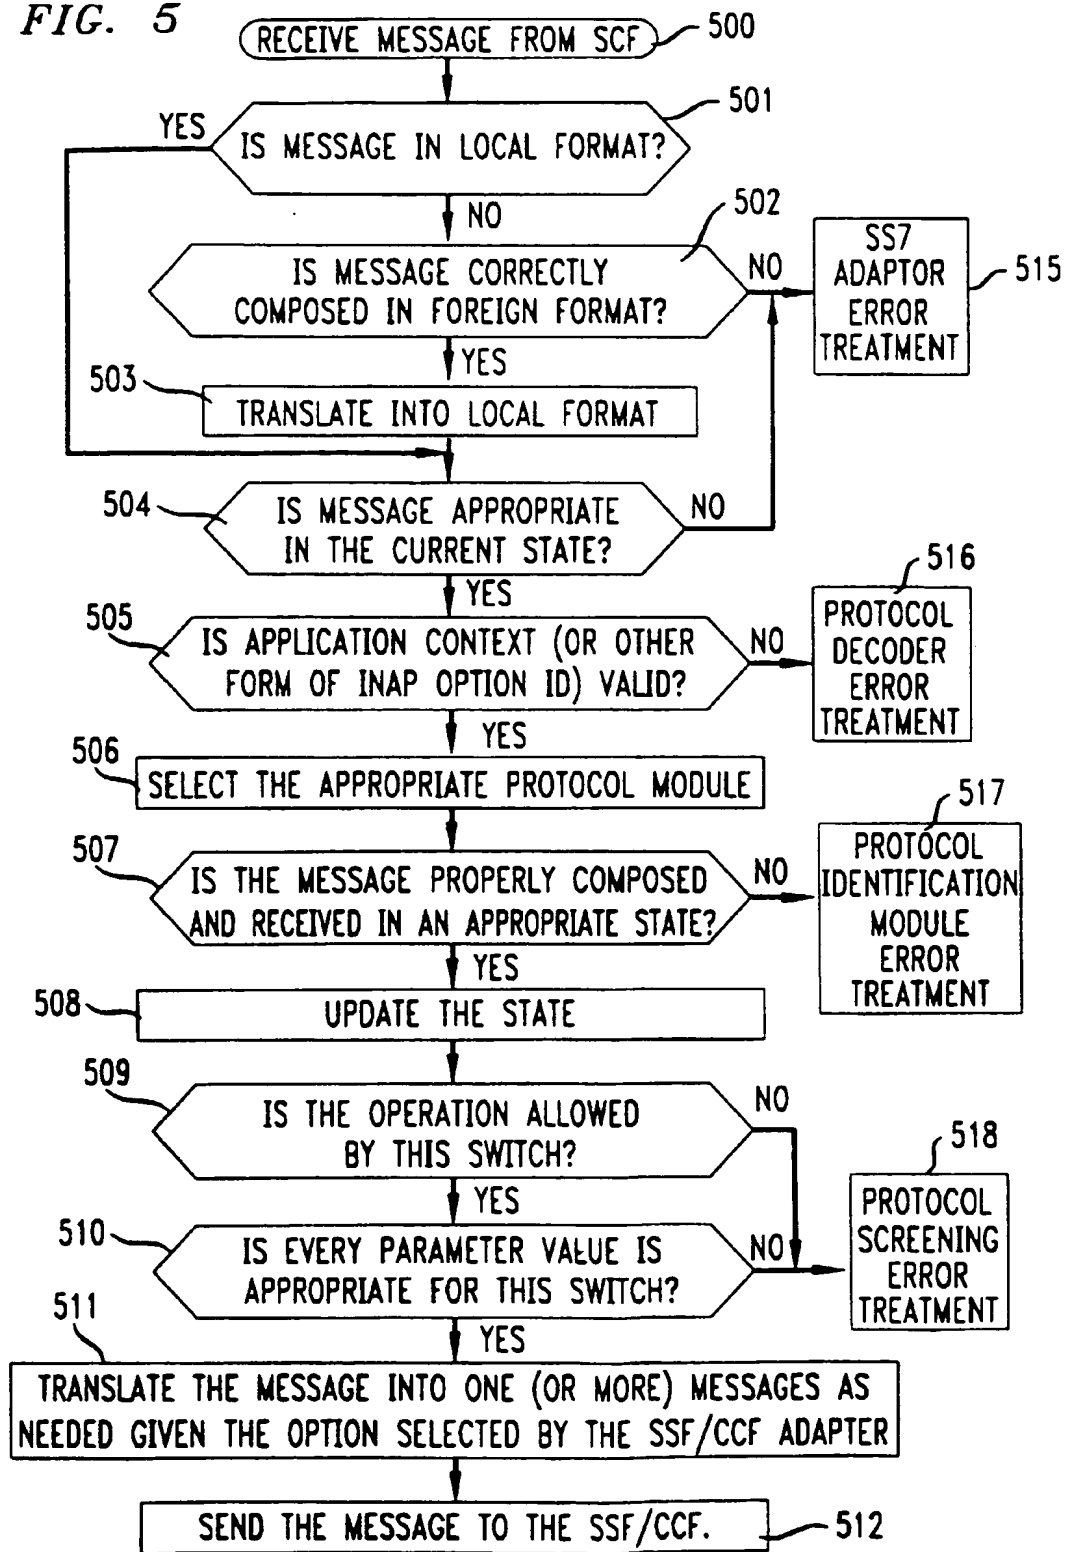 FIG. 5
RECEIVE MESSAGE FROM SCF
500
501
YES
IS MESSAGE IN LOCAL FORMAT?
NO
502
IS MESSAGE CORRECTLY
COMPOSED IN FOREIGN FORMAT?
NO
SS7
ADAPTOR
ERROR
TREATMENT
515
YES
503
TRANSLATE INTO LOCAL FORMAT
504
IS MESSAGE APPROPRIATE
IN THE CURRENT STATE?
NO
YES
516
505
IS APPLICATION CONTEXT (OR OTHER
FORM OF INAP OPTION ID) VALID?
NO
PROTOCOL
DECODER
ERROR
TREATMENT
YES
506
SELECT THE APPROPRIATE PROTOCOL MODULE
517
507
IS THE MESSAGE PROPERLY COMPOSED
AND RECEIVED IN AN APPROPRIATE STATE?
NO
PROTOCOL
IDENTIFICATION
MODULE
ERROR
TREATMENT
YES
508
UPDATE THE STATE
509
IS THE OPERATION ALLOWED
BY THIS SWITCH?
NO
518
YES
510
IS EVERY PARAMETER VALUE IS
APPROPRIATE FOR THIS SWITCH?
NO
PROTOCOL
SCREENING
ERROR
TREATMENT
YES
511
TRANSLATE THE MESSAGE INTO ONE (OR MORE) MESSAGES AS
NEEDED GIVEN THE OPTION SELECTED BY THE SSF/CCF ADAPTER
SEND THE MESSAGE TO THE SSF/CCF.
512